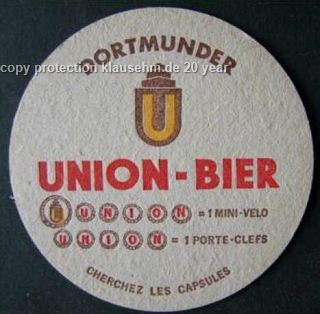 DORTMUNDER
copy protection klausehm.de 20 year
U
UNION-BIER
U UNION = 1 MINI-VELO
UNION = 1 PORTE-CLEFS
CHERCHEZ LES CAPSULES